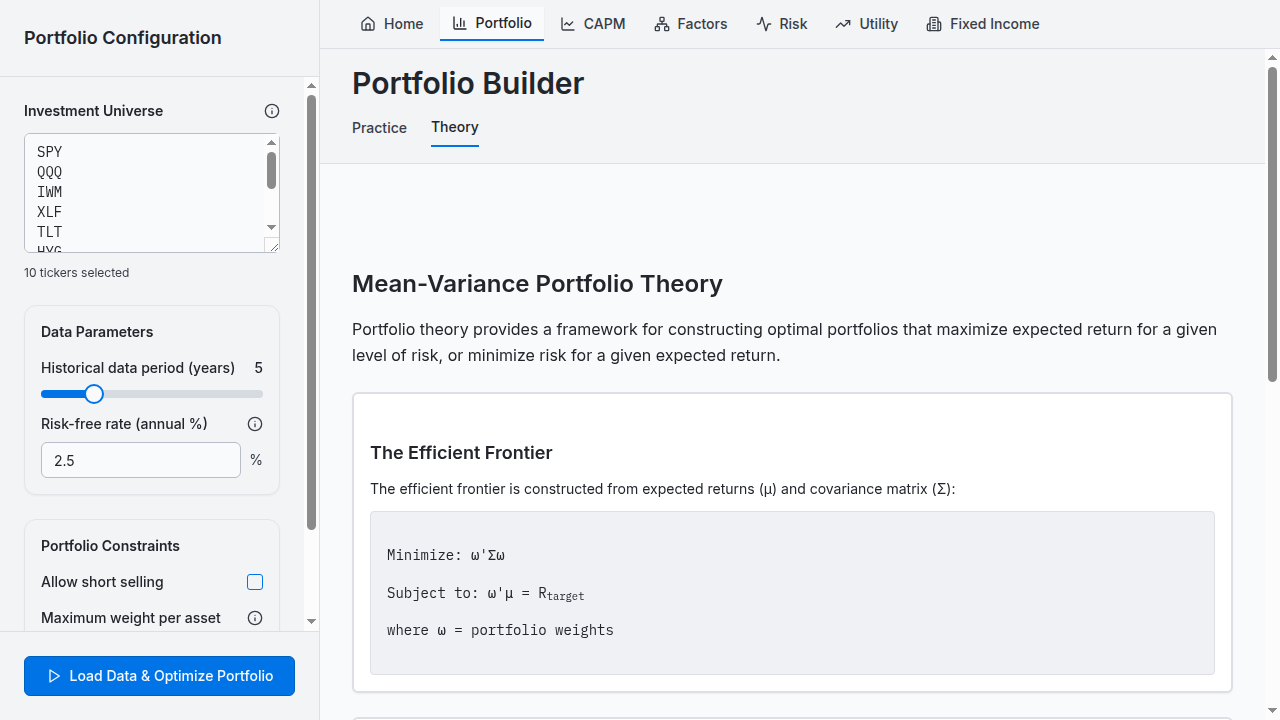 Portfolio Configuration
Investment Universe
SPY
QQQ
IWM
XLF
TLT
HYG
10 tickers selected
Data Parameters
Historical data period (years) 5
Risk-free rate (annual %)
2.5 %
Portfolio Constraints
Allow short selling
Maximum weight per asset
Load Data & Optimize Portfolio
Home Portfolio CAPM Factors Risk Utility Fixed Income
Portfolio Builder
Practice Theory
Mean-Variance Portfolio Theory
Portfolio theory provides a framework for constructing optimal portfolios that maximize expected return for a given
level of risk, or minimize risk for a given expected return.
The Efficient Frontier
The efficient frontier is constructed from expected returns (μ) and covariance matrix (Σ):
Minimize: ω'Σω
Subject to: ω'μ = Rtarget
where ω = portfolio weights